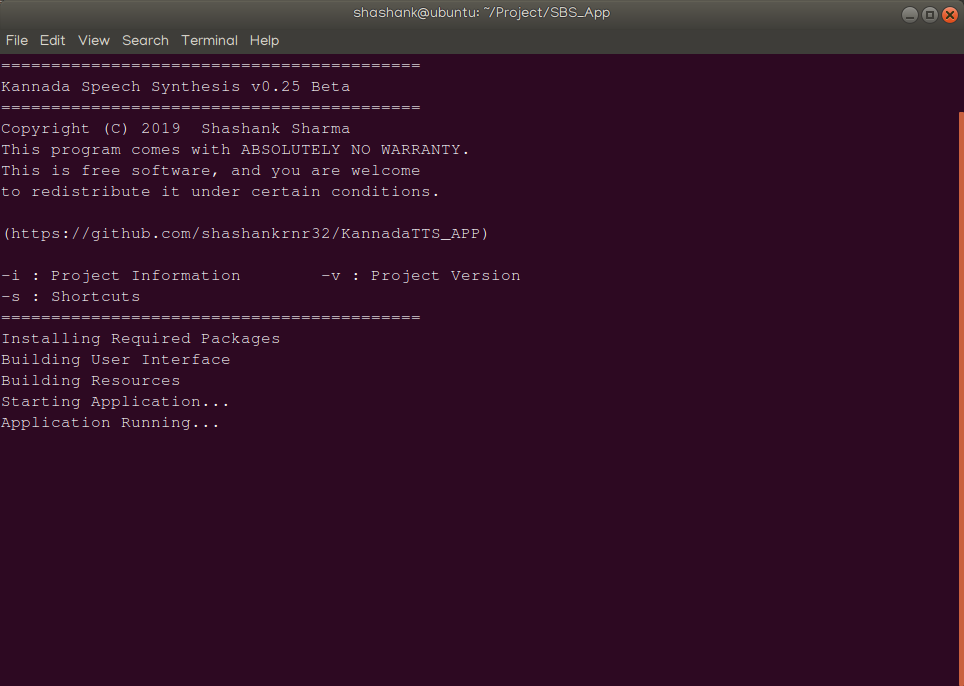 shashank@ubuntu: ~/Project/SBS_App
File Edit View Search Terminal Help
==========================================
Kannada Speech Synthesis v0.25 Beta
==========================================
Copyright (C) 2019  Shashank Sharma
This program comes with ABSOLUTELY NO WARRANTY.
This is free software, and you are welcome
to redistribute it under certain conditions.
(https://github.com/shashankrnr32/KannadaTTS_APP)
-i : Project Information        -v : Project Version
-s : Shortcuts
==========================================
Installing Required Packages
Building User Interface
Building Resources
Starting Application...
Application Running...